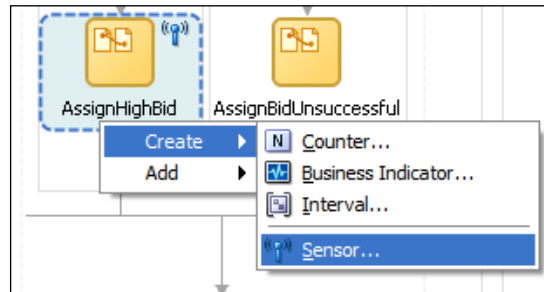 AssignHighBid AssignBidUnsuccessful
Create
Add
N Counter...
Business Indicator...
Interval...
Sensor...